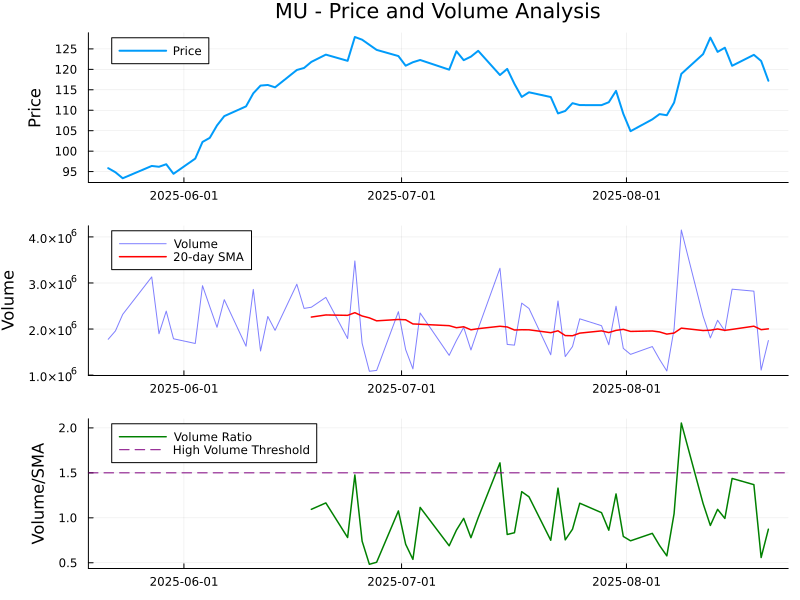 MU - Price and Volume Analysis
Price
125
120
115
110
105
100
95
Price
2025-06-01
2025-07-01
2025-08-01
Volume
4.0×10⁶
3.0×10⁶
2.0×10⁶
1.0×10⁶
Volume
20-day SMA
2025-06-01
2025-07-01
2025-08-01
Volume/SMA
2.0
1.5
1.0
0.5
Volume Ratio
High Volume Threshold
2025-06-01
2025-07-01
2025-08-01